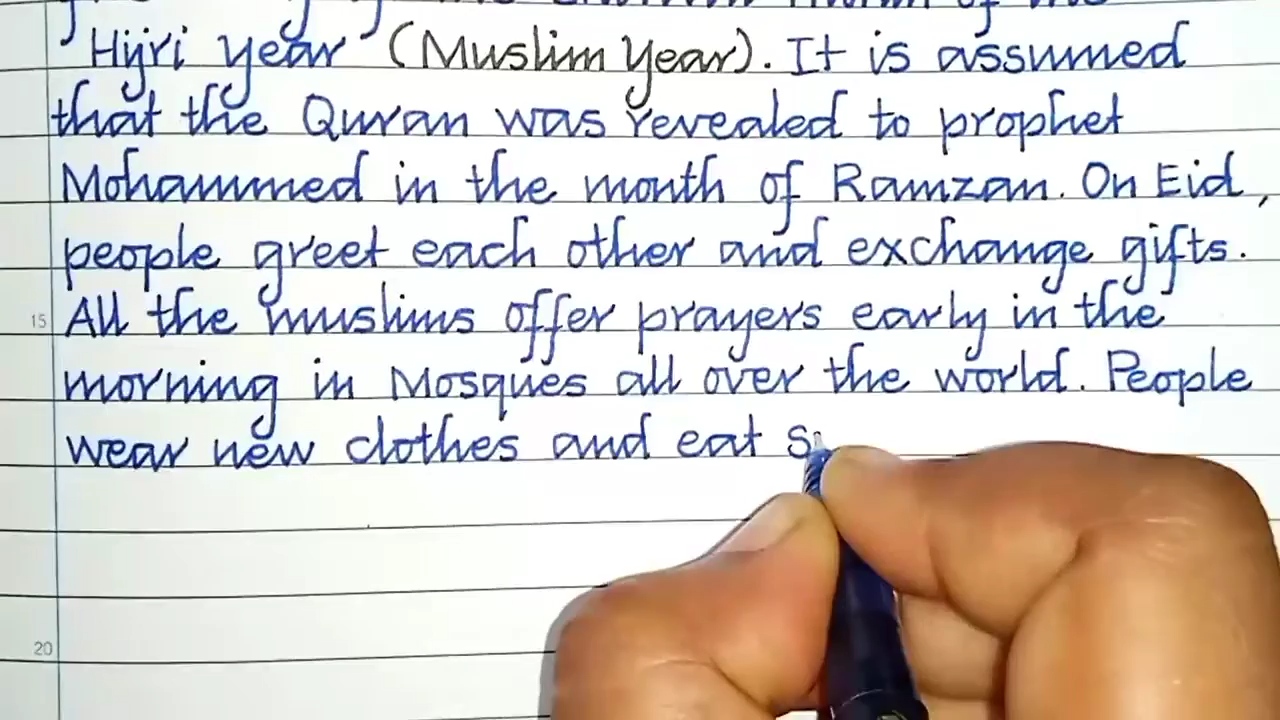 Hijri year (Muslim Year). It is assumed
that the Quran was revealed to prophet
Mohammed in the month of Ramzan. On Eid,
people greet each other and exchange gifts.
15 All the muslims offer prayers early in the
morning in Mosques all over the world. People
wear new clothes and eat s
20